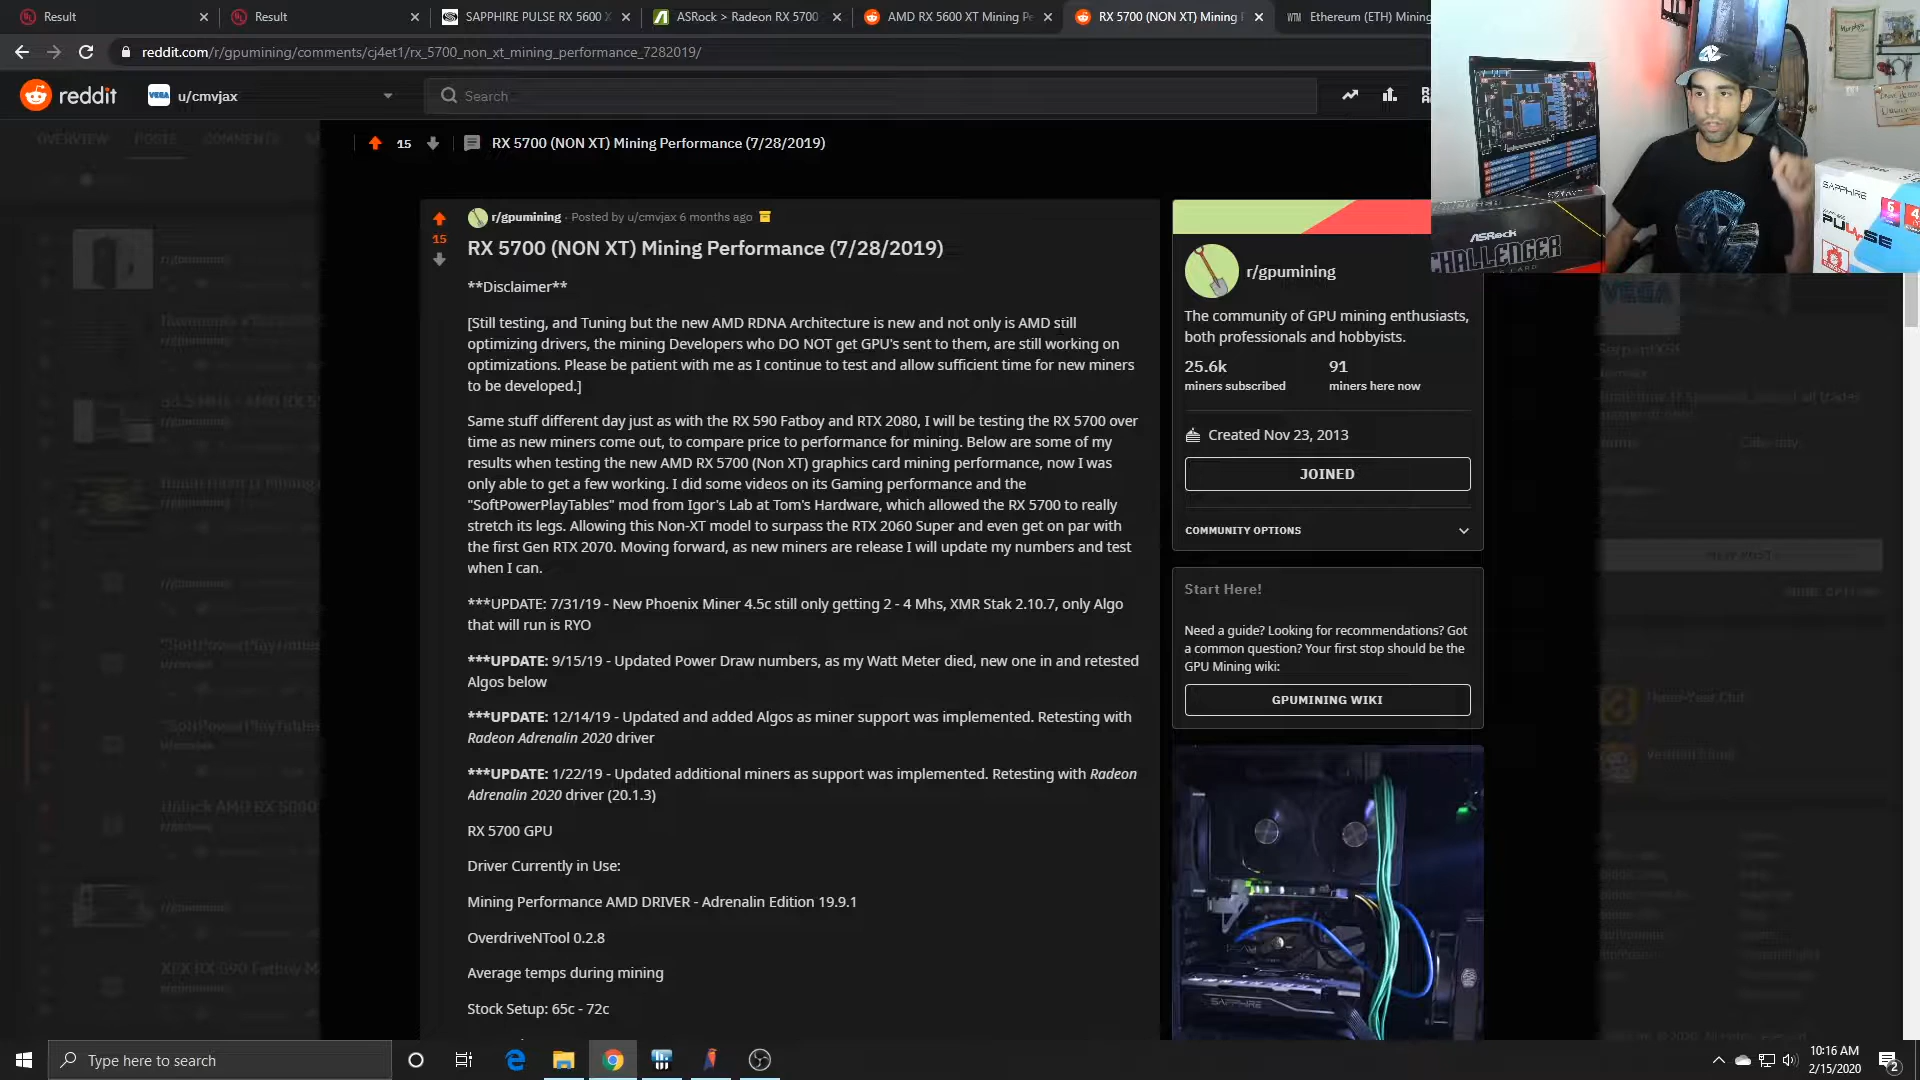 Result
Result
SAPPHIRE PULSE RX 5600 X
ASRock > Radeon RX 5700
AMD RX 5600 XT Mining Pe
RX 5700 (NON XT) Mining P
Ethereum (ETH) Mining
reddit.com/r/gpumining/comments/cj4et1/rx_5700_non_xt_mining_performance_7282019/
reddit
VEGA
u/cmvjax
Search
OVERVIEW POSTS COMMENTS
15 RX 5700 (NON XT) Mining Performance (7/28/2019)
r/gpumining · Posted by u/cmvjax 6 months ago
15
RX 5700 (NON XT) Mining Performance (7/28/2019)
**Disclaimer**
[Still testing, and Tuning but the new AMD RDNA Architecture is new and not only is AMD still
optimizing drivers, the mining Developers who DO NOT get GPU's sent to them, are still working on
optimizations. Please be patient with me as I continue to test and allow sufficient time for new miners
to be developed.]
Same stuff different day just as with the RX 590 Fatboy and RTX 2080, I will be testing the RX 5700 over
time as new miners come out, to compare price to performance for mining. Below are some of my
results when testing the new AMD RX 5700 (Non XT) graphics card mining performance, now I was
only able to get a few working. I did some videos on its Gaming performance and the
"SoftPowerPlayTables" mod from Igor's Lab at Tom's Hardware, which allowed the RX 5700 to really
stretch its legs. Allowing this Non-XT model to surpass the RTX 2060 Super and even get on par with
the first Gen RTX 2070. Moving forward, as new miners are release I will update my numbers and test
when I can.
***UPDATE: 7/31/19 - New Phoenix Miner 4.5c still only getting 2 - 4 Mhs, XMR Stak 2.10.7, only Algo
that will run is RYO
***UPDATE: 9/15/19 - Updated Power Draw numbers, as my Watt Meter died, new one in and retested
Algos below
***UPDATE: 12/14/19 - Updated and added Algos as miner support was implemented. Retesting with
Radeon Adrenalin 2020 driver
***UPDATE: 1/22/19 - Updated additional miners as support was implemented. Retesting with Radeon
Adrenalin 2020 driver (20.1.3)
RX 5700 GPU
Driver Currently in Use:
Mining Performance AMD DRIVER - Adrenalin Edition 19.9.1
OverdriveNTool 0.2.8
Average temps during mining
Stock Setup: 65c - 72c
r/gpumining
The community of GPU mining enthusiasts,
both professionals and hobbyists.
25.6k 91
miners subscribed miners here now
Created Nov 23, 2013
JOINED
COMMUNITY OPTIONS
Start Here!
Need a guide? Looking for recommendations? Got
a common question? Your first stop should be the
GPU Mining wiki:
GPUMINING WIKI
SAPPHIRE
ASRock
CHALLENGER
SAPPHIRE
PULSE
VEGA
Type here to search
10:16 AM
2/15/2020
2